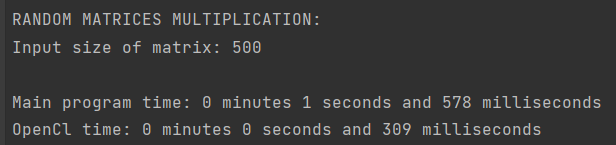 RANDOM MATRICES MULTIPLICATION:
Input size of matrix: 500
Main program time: 0 minutes 1 seconds and 578 milliseconds
OpenCl time: 0 minutes 0 seconds and 309 milliseconds